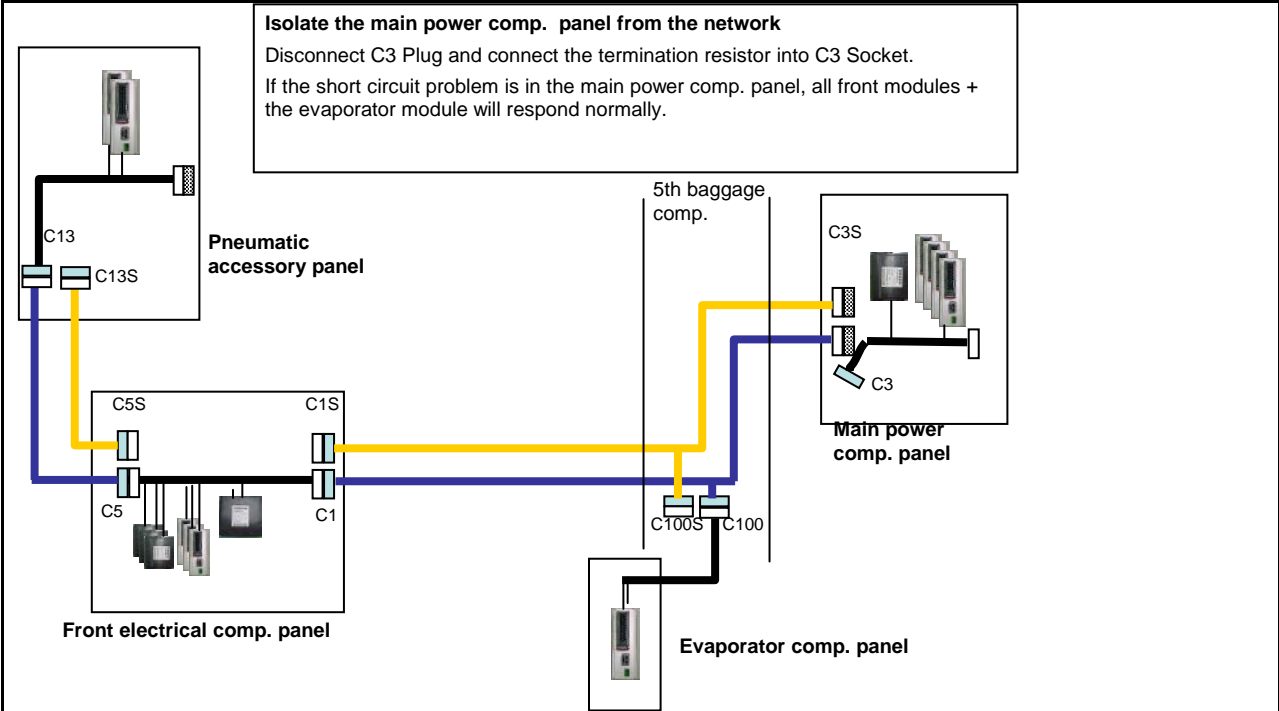 Isolate the main power comp. panel from the network
Disconnect C3 Plug and connect the termination resistor into C3 Socket.
If the short circuit problem is in the main power comp. panel, all front modules +
the evaporator module will respond normally.
5th baggage
comp.
C3S
C13
Pneumatic
accessory panel
C13S
C3
C5S
C1S
Main power
comp. panel
C5
C1
C100S
C100
Front electrical comp. panel
Evaporator comp. panel